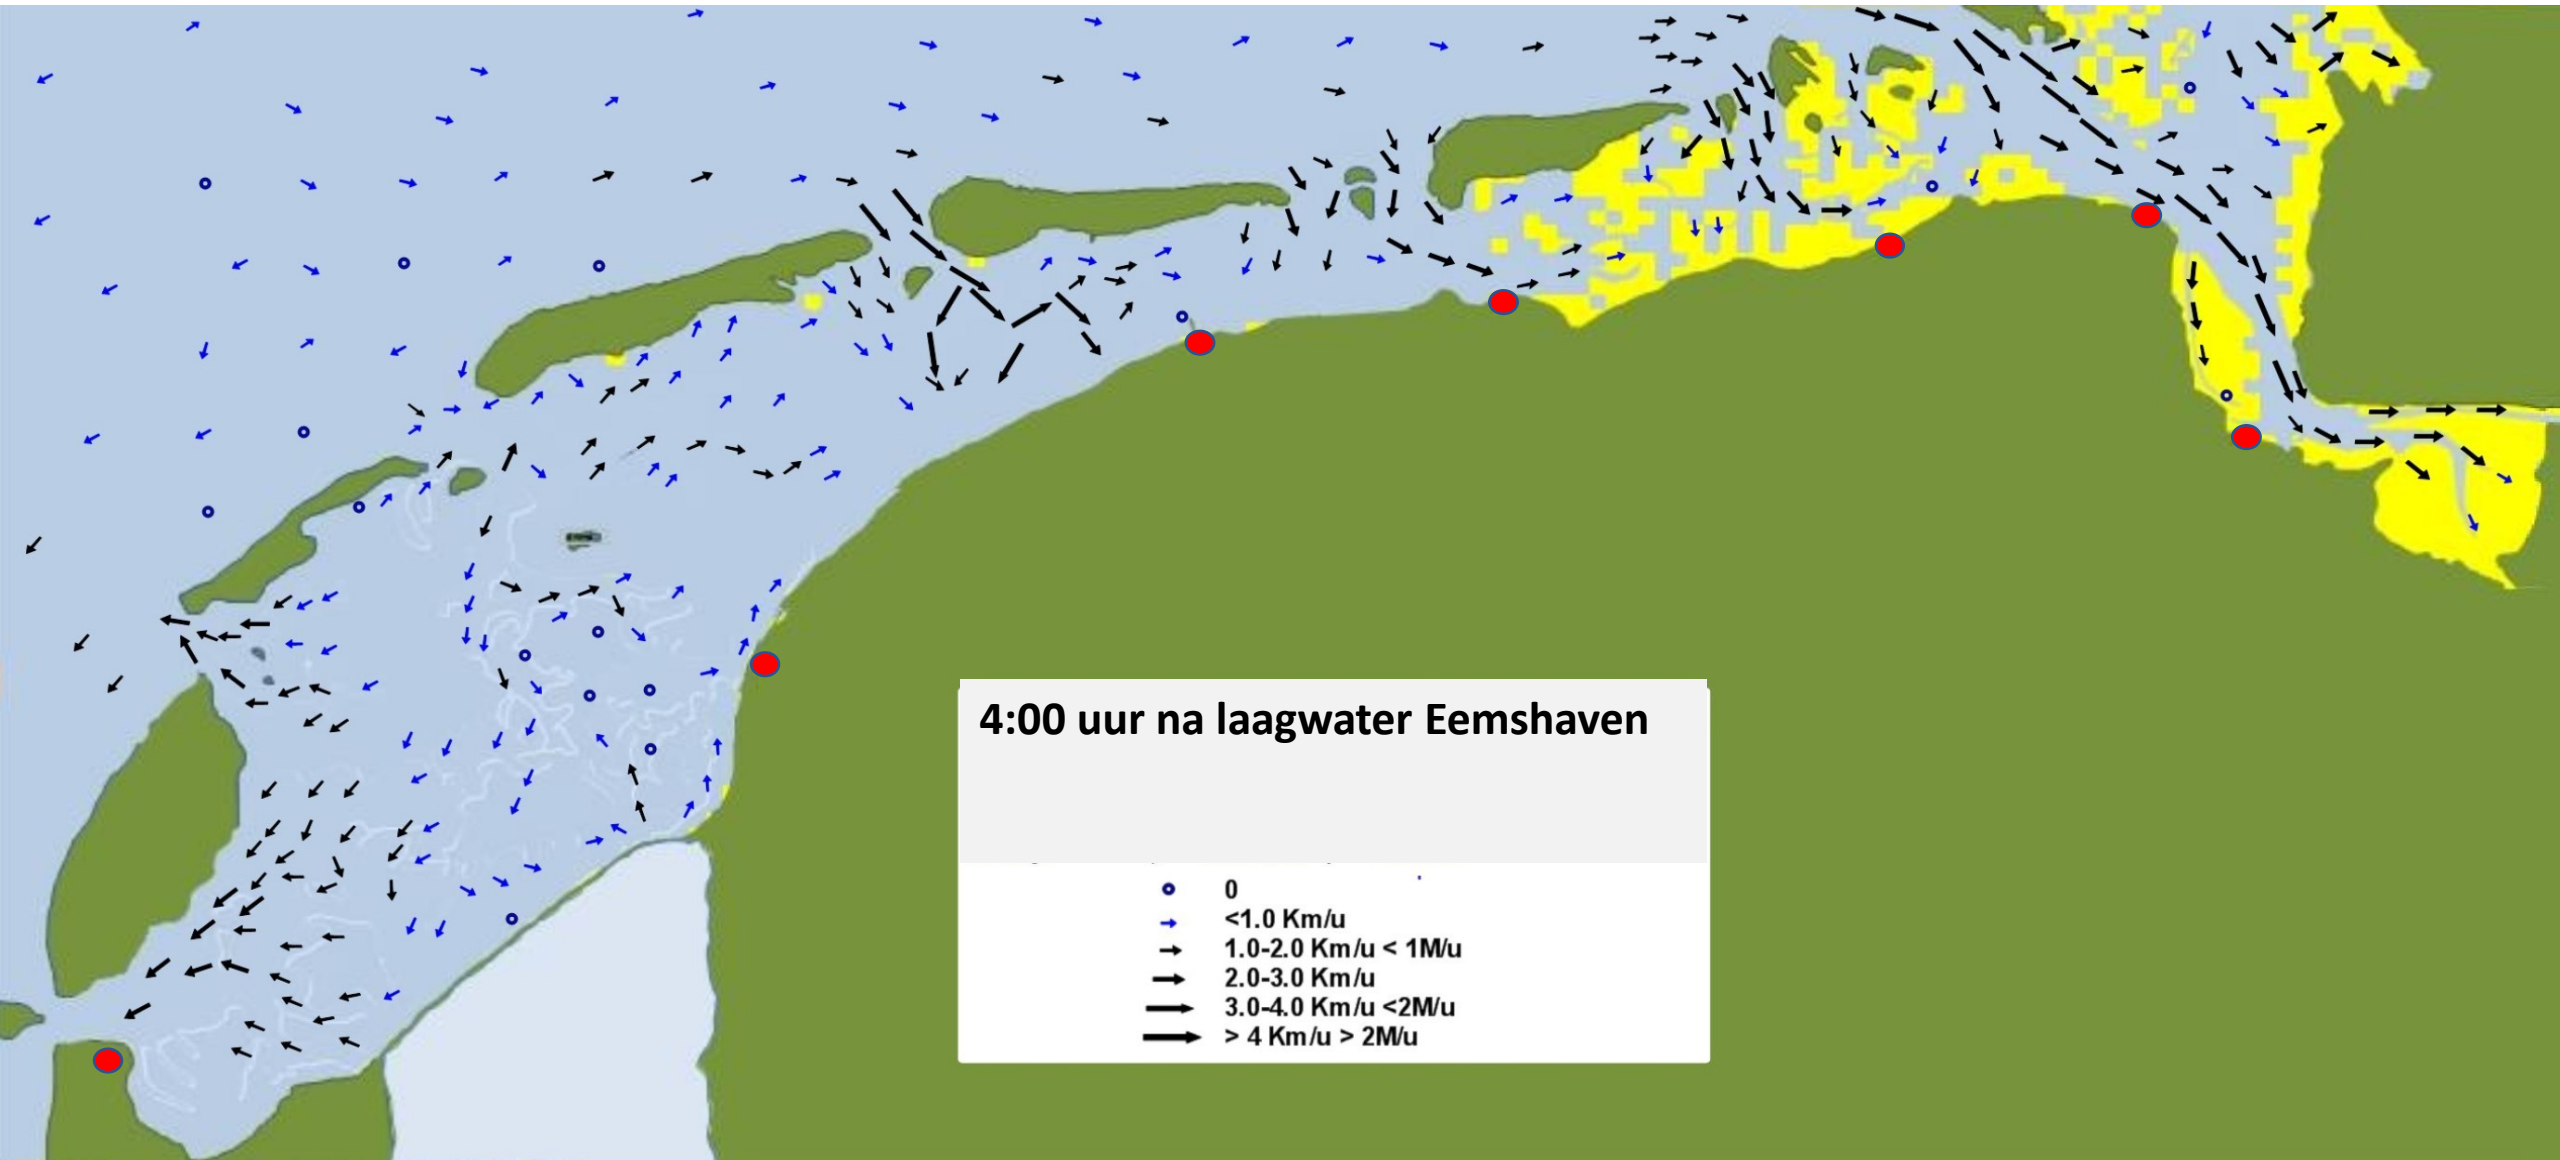 4:00 uur na laagwater Eemshaven
0
<1.0 Km/u
1.0-2.0 Km/u < 1M/u
2.0-3.0 Km/u
3.0-4.0 Km/u <2M/u
> 4 Km/u > 2M/u